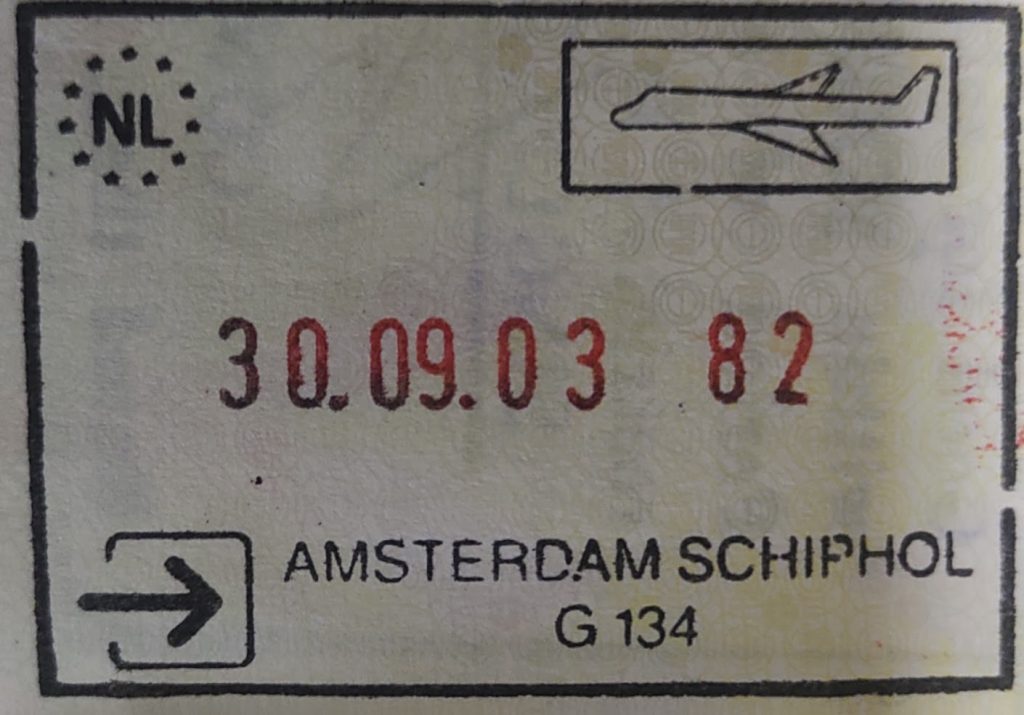 NL
30.09.03 82
AMSTERDAM SCHIPHOL
G 134